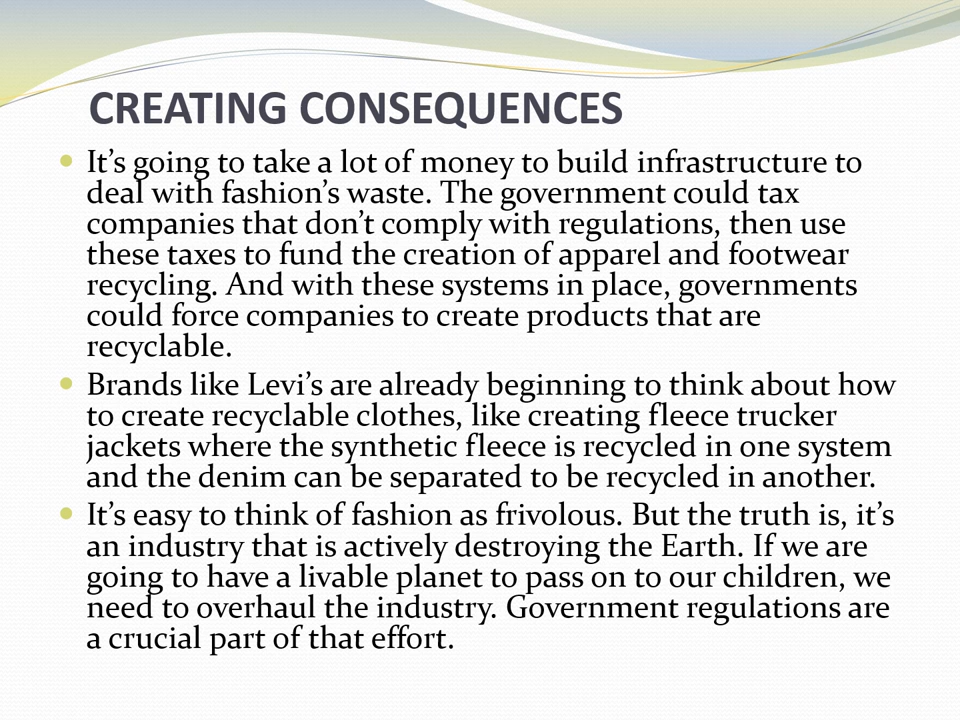 CREATING CONSEQUENCES
• It’s going to take a lot of money to build infrastructure to
deal with fashion’s waste. The government could tax
companies that don’t comply with regulations, then use
these taxes to fund the creation of apparel and footwear
recycling. And with these systems in place, governments
could force companies to create products that are
recyclable.
• Brands like Levi’s are already beginning to think about how
to create recyclable clothes, like creating fleece trucker
jackets where the synthetic fleece is recycled in one system
and the denim can be separated to be recycled in another.
• It’s easy to think of fashion as frivolous. But the truth is, it’s
an industry that is actively destroying the Earth. If we are
going to have a livable planet to pass on to our children, we
need to overhaul the industry. Government regulations are
a crucial part of that effort.